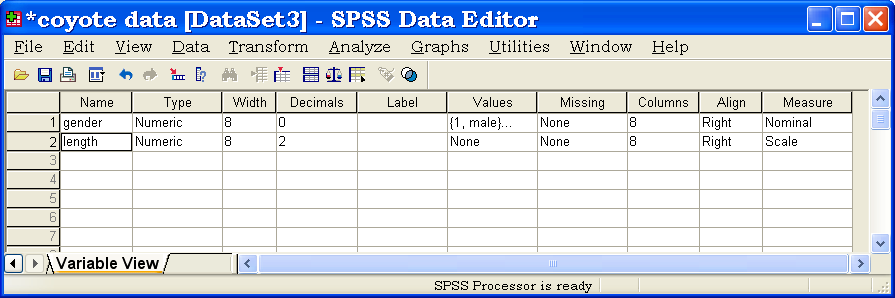 *coyote data [DataSet3] - SPSS Data Editor
File Edit View Data Transform Analyze Graphs Utilities Window Help
Name Type Width Decimals Label Values Missing Columns Align Measure
1 gender Numeric 8 0 {1, male}... None 8 Right Nominal
2 length Numeric 8 2 None None 8 Right Scale
3
4
5
6
7
Variable View
SPSS Processor is ready